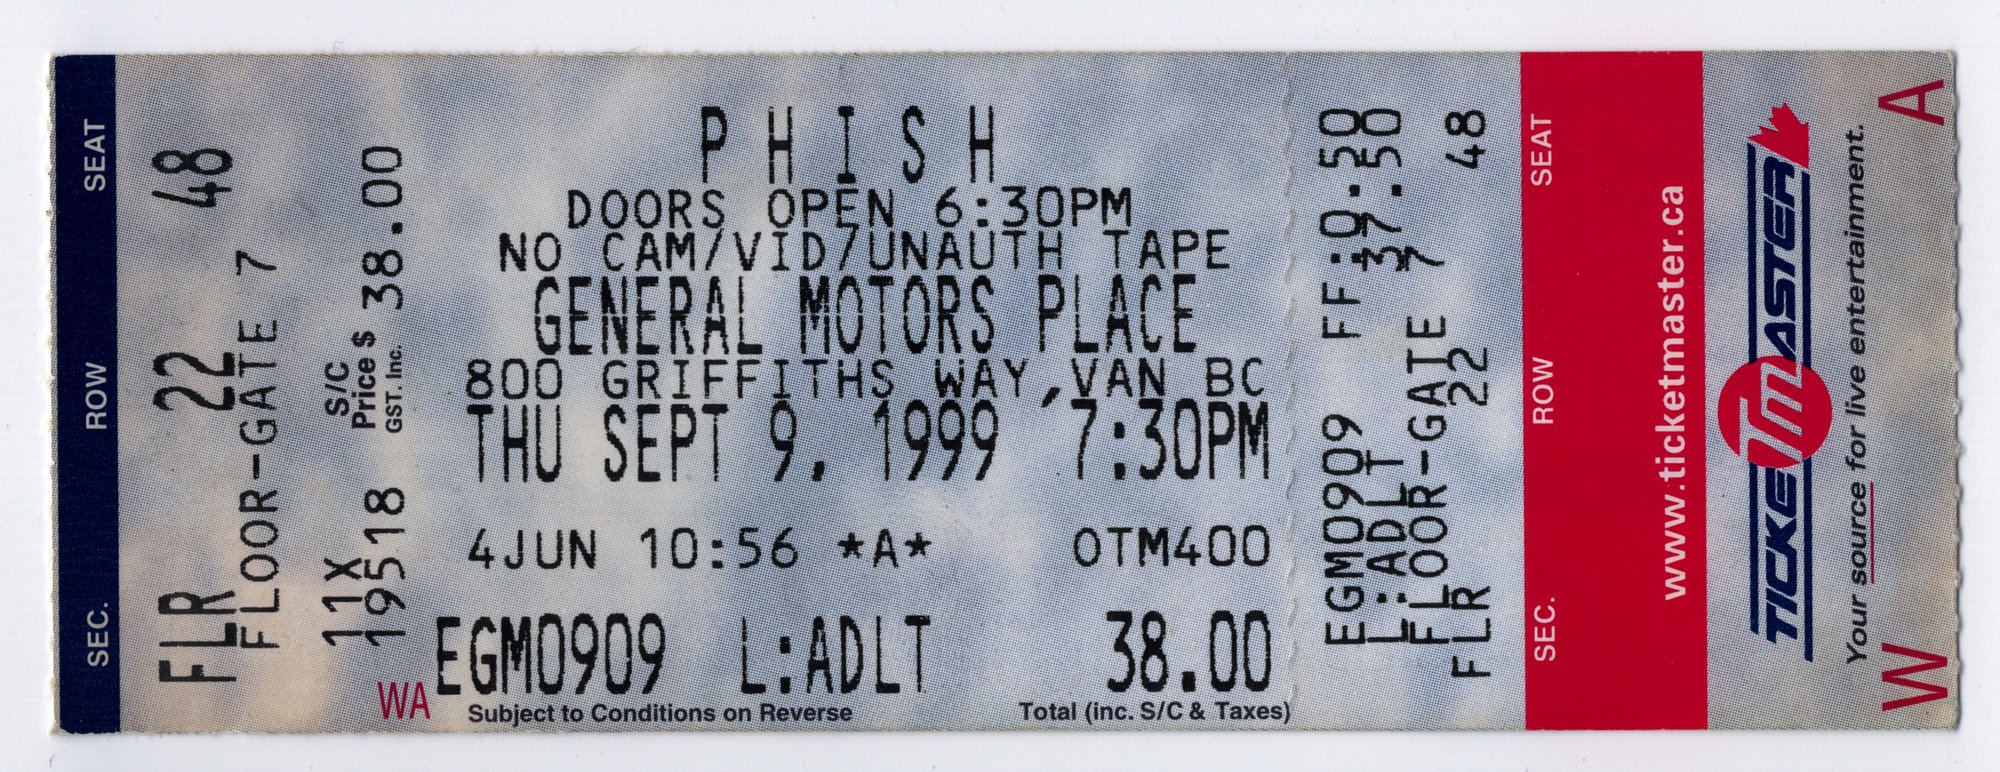 SEC. ROW SEAT
FLR 22 48
FLOOR-GATE 7
11X S/C
Price $ 38.00
GST. Inc.
19518
PHISH
DOORS OPEN 6:30PM
NO CAM/VID/UNAUTH TAPE
GENERAL MOTORS PLACE
800 GRIFFITHS WAY,VAN BC
THU SEPT 9, 1999 7:30PM
4JUN 10:56 *A* OTM400
WA EGM0909 L:ADLT 38.00
Subject to Conditions on Reverse Total (inc. S/C & Taxes)
EGM0909 FF:0.50
L:ADLT 37.50
FLOOR-GATE 7
FLR 22 48
SEC. ROW SEAT
www.ticketmaster.ca
TICKETMASTER
Your source for live entertainment.
W A